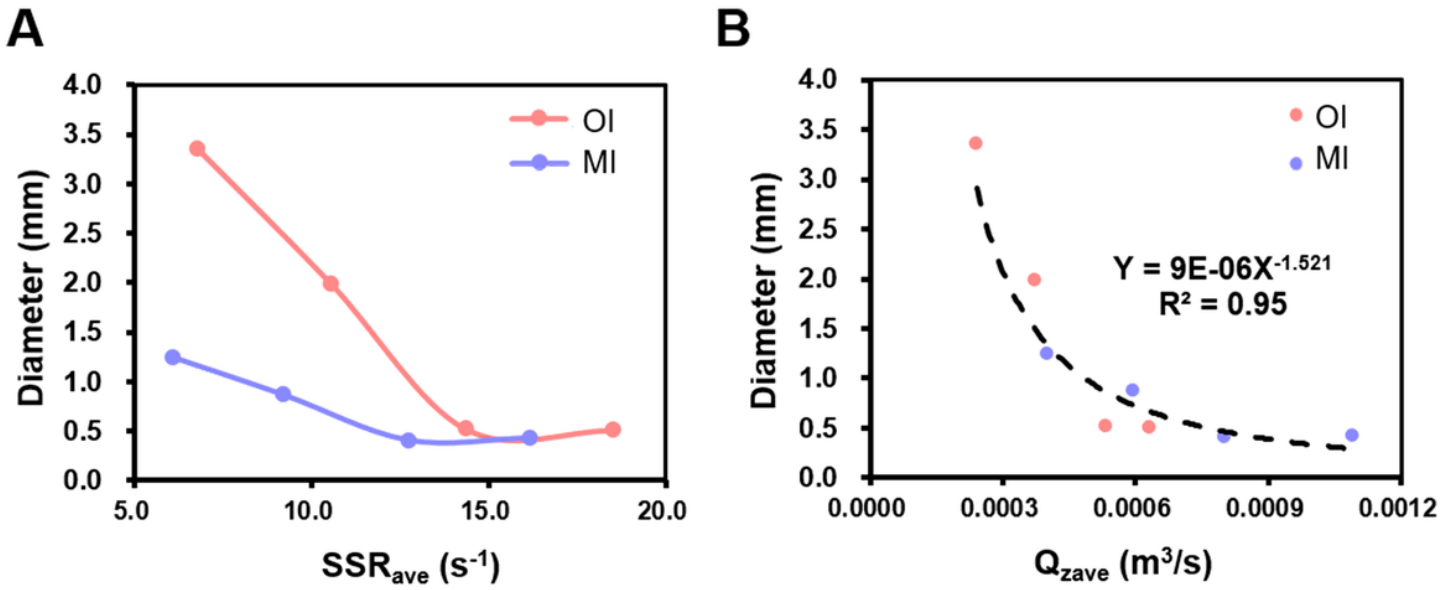 A
4.0
3.5
3.0
2.5
2.0
1.5
1.0
0.5
0.0
5.0 10.0 15.0 20.0
Diameter (mm)
SSRave (s-1)
OI
MI
B
4.0
3.5
3.0
2.5
2.0
1.5
1.0
0.5
0.0
0.0000 0.0003 0.0006 0.0009 0.0012
Diameter (mm)
Qzave (m3/s)
OI
MI
Y = 9E-06X-1.521
R² = 0.95